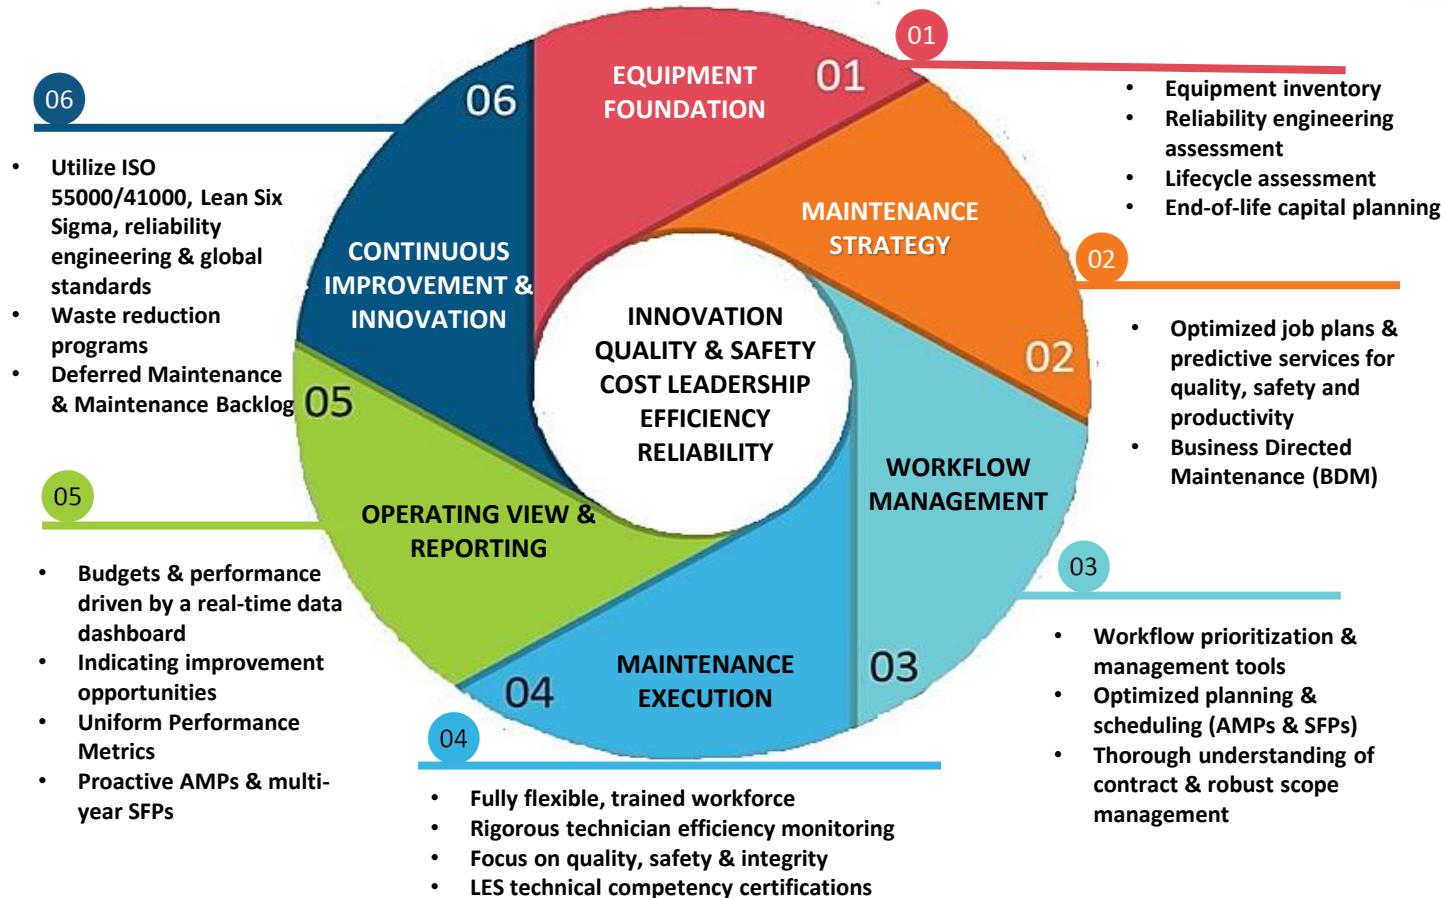 01
EQUIPMENT
FOUNDATION
01
• Equipment inventory
• Reliability engineering
assessment
• Lifecycle assessment
• End-of-life capital planning
02
MAINTENANCE
STRATEGY
02
• Optimized job plans &
predictive services for
quality, safety and
productivity
• Business Directed
Maintenance (BDM)
03
WORKFLOW
MANAGEMENT
03
• Workflow prioritization &
management tools
• Optimized planning &
scheduling (AMPs & SFPs)
• Thorough understanding of
contract & robust scope
management
04
MAINTENANCE
EXECUTION
04
• Fully flexible, trained workforce
• Rigorous technician efficiency monitoring
• Focus on quality, safety & integrity
• LES technical competency certifications
05
OPERATING VIEW &
REPORTING
05
• Budgets & performance
driven by a real-time data
dashboard
• Indicating improvement
opportunities
• Uniform Performance
Metrics
• Proactive AMPs & multi-
year SFPs
06
CONTINUOUS
IMPROVEMENT &
INNOVATION
06
• Utilize ISO
55000/41000, Lean Six
Sigma, reliability
engineering & global
standards
• Waste reduction
programs
• Deferred Maintenance
& Maintenance Backlog
INNOVATION
QUALITY & SAFETY
COST LEADERSHIP
EFFICIENCY
RELIABILITY